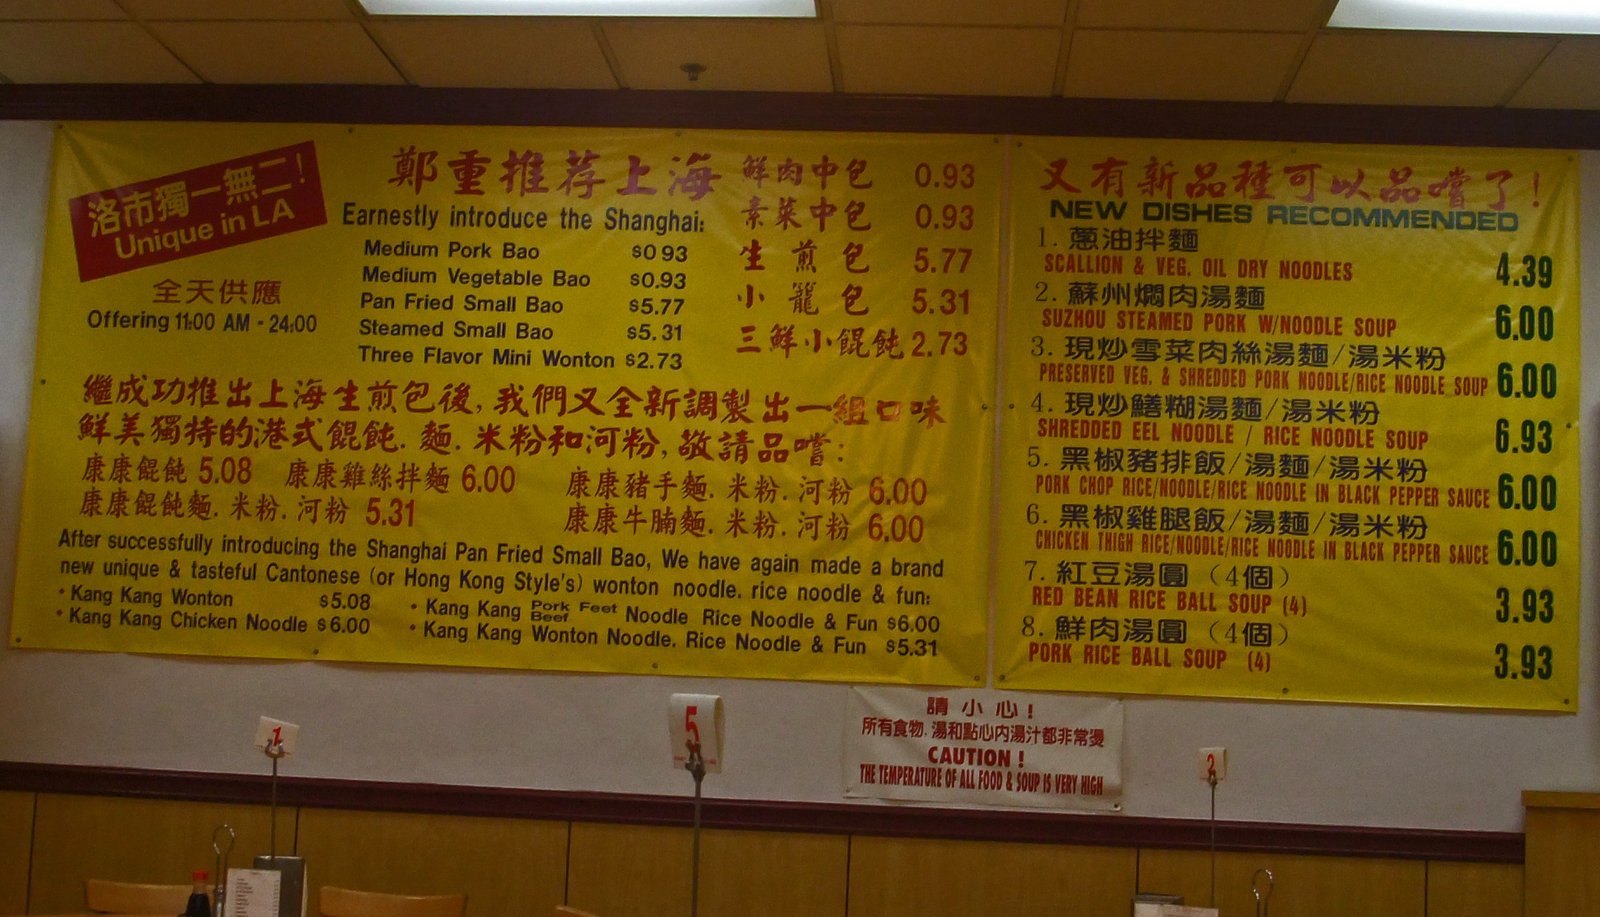 洛市獨一無二!
Unique in LA
全天供應
Offering 11:00 AM - 24:00
鄭重推荐上海
Earnestly introduce the Shanghai:
Medium Pork Bao $0.93
Medium Vegetable Bao $0.93
Pan Fried Small Bao $5.77
Steamed Small Bao $5.31
Three Flavor Mini Wonton $2.73
鮮肉中包 0.93
素菜中包 0.93
生煎包 5.77
小籠包 5.31
三鮮小餛飩 2.73
繼成功推出上海生煎包後,我們又全新調製出一組口味
鮮美獨特的港式餛飩.麵.米粉和河粉,敬請品嚐:
康康餛飩 5.08 康康雞絲拌麵 6.00 康康豬手麵.米粉.河粉 6.00
康康餛飩麵.米粉.河粉 5.31 康康牛腩麵.米粉.河粉 6.00
After successfully introducing the Shanghai Pan Fried Small Bao, We have again made a brand
new unique & tasteful Cantonese (or Hong Kong Style's) wonton noodle. rice noodle & fun:
• Kang Kang Wonton $5.08
• Kang Kang Chicken Noodle $6.00
• Kang Kang Pork Feet Beef Noodle Rice Noodle & Fun $6.00
• Kang Kang Wonton Noodle. Rice Noodle & Fun $5.31
又有新品種可以品嚐了!
NEW DISHES RECOMMENDED
1. 蔥油拌麵
SCALLION & VEG. OIL DRY NOODLES 4.39
2. 蘇州燜肉湯麵
SUZHOU STEAMED PORK W/NOODLE SOUP 6.00
3. 現炒雪菜肉絲湯麵/湯米粉
PRESERVED VEG. & SHREDDED PORK NOODLE/RICE NOODLE SOUP 6.00
4. 現炒鱔糊湯麵/湯米粉
SHREDDED EEL NOODLE / RICE NOODLE SOUP 6.93
5. 黑椒豬排飯/湯麵/湯米粉
PORK CHOP RICE/NOODLE/RICE NOODLE IN BLACK PEPPER SAUCE 6.00
6. 黑椒雞腿飯/湯麵/湯米粉
CHICKEN THIGH RICE/NOODLE/RICE NOODLE IN BLACK PEPPER SAUCE 6.00
7. 紅豆湯圓(4個)
RED BEAN RICE BALL SOUP (4) 3.93
8. 鮮肉湯圓(4個)
PORK RICE BALL SOUP (4) 3.93
請小心!
所有食物.湯和點心內湯汁都非常燙
CAUTION!
THE TEMPERATURE OF ALL FOOD & SOUP IS VERY HIGH
1
5
2